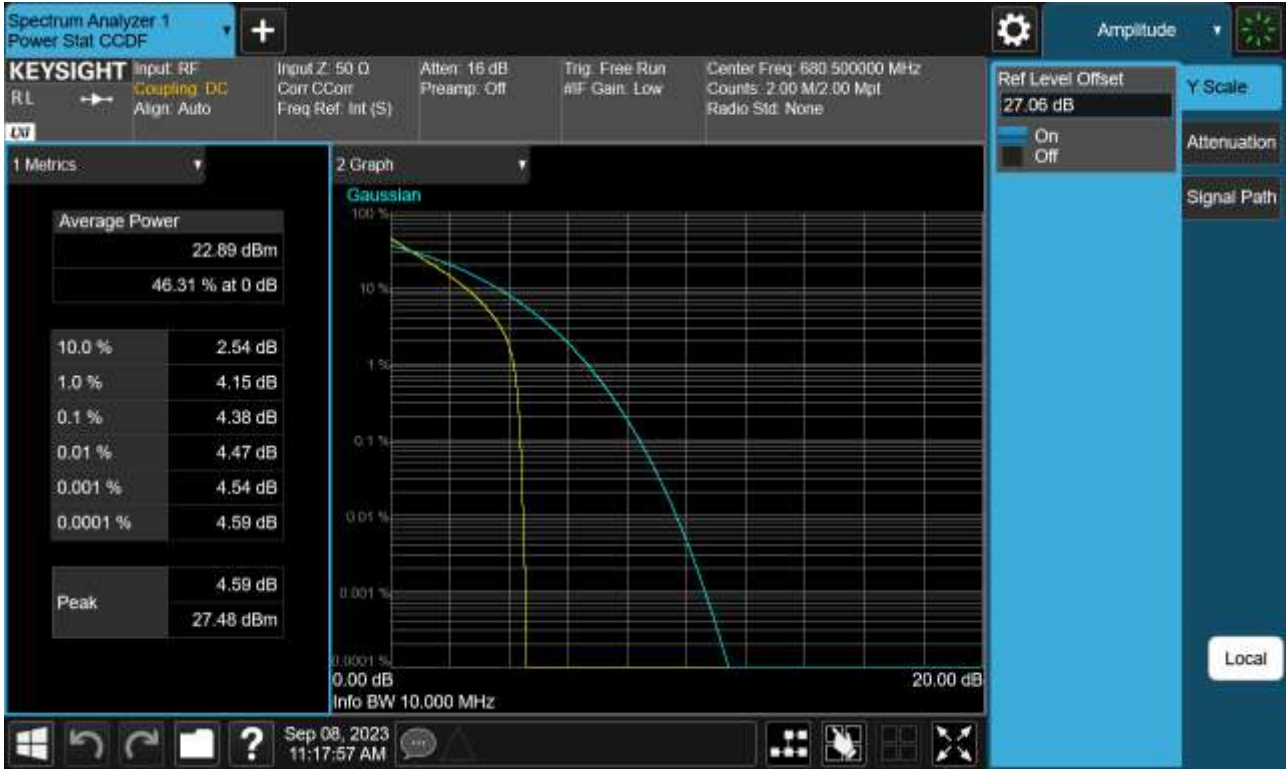 Spectrum Analyzer 1
Power Stat CCDF
Amplitude
KEYSIGHT
RL
LXI
Input: RF
Coupling: DC
Align: Auto
Input Z: 50 Ω
Corr CCorr
Freq Ref: Int (S)
Atten: 16 dB
Preamp: Off
Trig: Free Run
#IF Gain: Low
Center Freq: 680.500000 MHz
Counts: 2.00 M/2.00 Mpt
Radio Std: None
Ref Level Offset
27.06 dB
On
Off
Y Scale
Attenuation
Signal Path
Local
1 Metrics
Average Power
22.89 dBm
46.31 % at 0 dB
10.0 % 2.54 dB
1.0 % 4.15 dB
0.1 % 4.38 dB
0.01 % 4.47 dB
0.001 % 4.54 dB
0.0001 % 4.59 dB
Peak
4.59 dB
27.48 dBm
2 Graph
Gaussian
100 %
10 %
1 %
0.1 %
0.01 %
0.001 %
0.0001 %
0.00 dB
20.00 dB
Info BW 10.000 MHz
?
Sep 08, 2023
11:17:57 AM